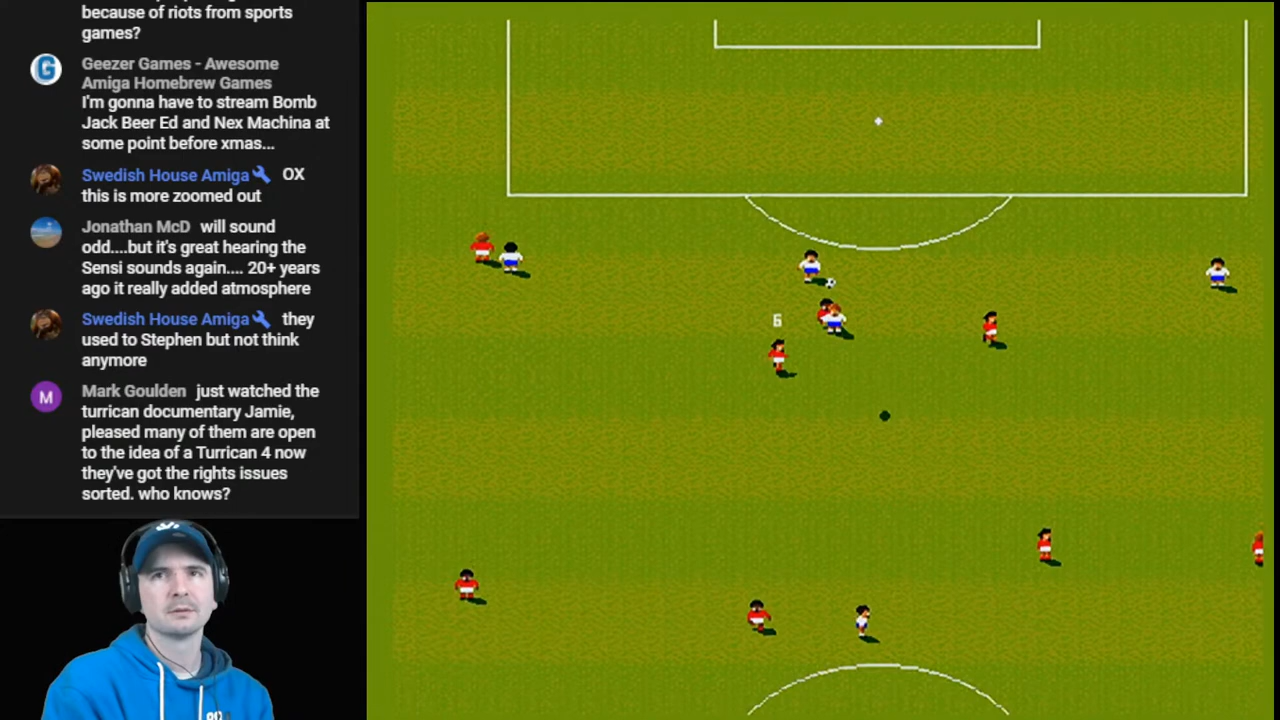 because of riots from sports
games?
Geezer Games - Awesome
Amiga Homebrew Games
I'm gonna have to stream Bomb
Jack Beer Ed and Nex Machina at
some point before xmas...
Swedish House Amiga OX
this is more zoomed out
Jonathan McD will sound
odd....but it's great hearing the
Sensi sounds again.... 20+ years
ago it really added atmosphere
Swedish House Amiga they
used to Stephen but not think
anymore
M Mark Goulden just watched the
turrican documentary Jamie,
pleased many of them are open
to the idea of a Turrican 4 now
they've got the rights issues
sorted. who knows?
6